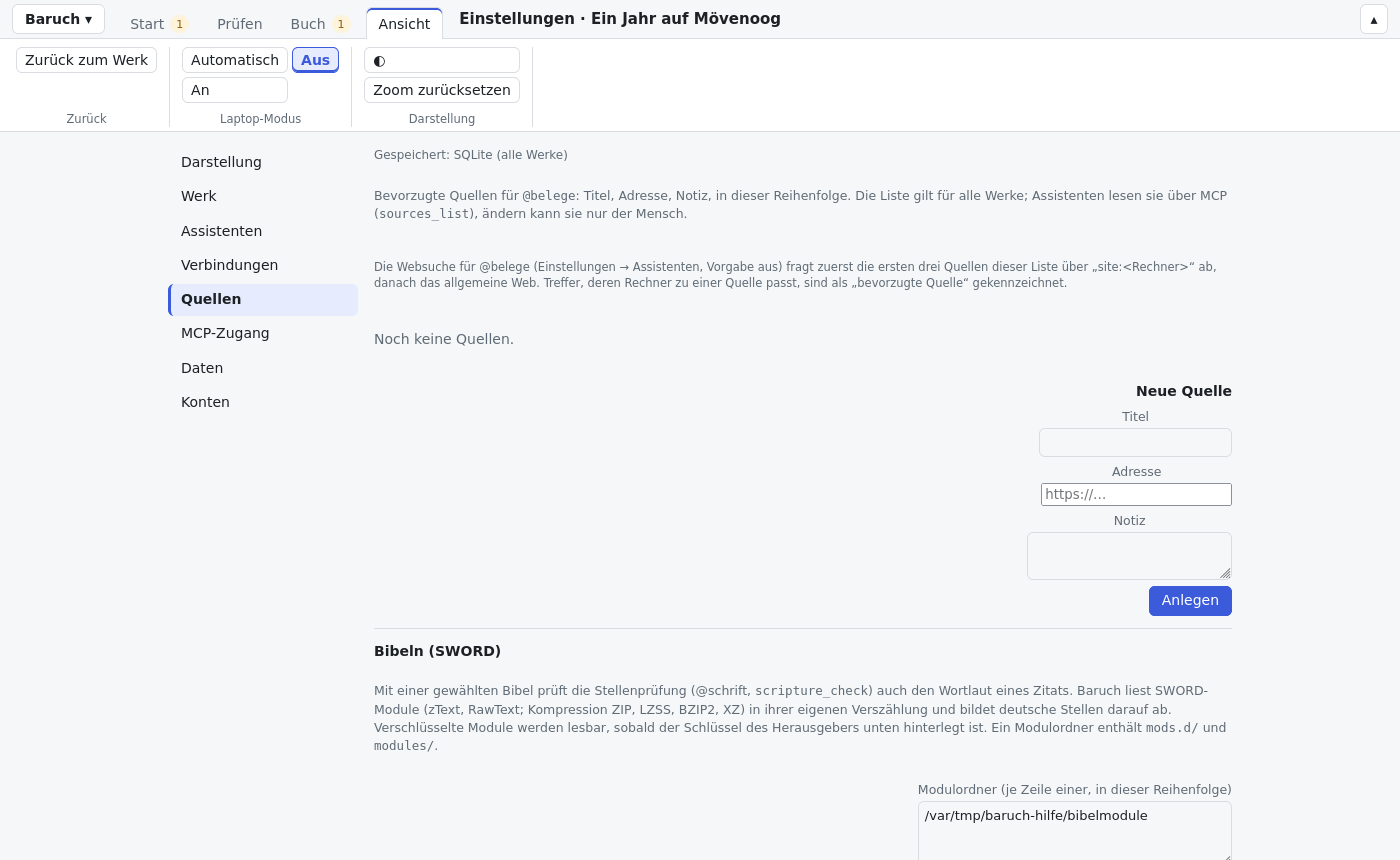 Baruch ▾
Start 1
Prüfen
Buch 1
Ansicht
Einstellungen · Ein Jahr auf Mövenoog
▴
Zurück zum Werk
Automatisch
Aus
An
◐
Zoom zurücksetzen
Zurück
Laptop-Modus
Darstellung
Darstellung
Werk
Assistenten
Verbindungen
Quellen
MCP-Zugang
Daten
Konten
Gespeichert: SQLite (alle Werke)
Bevorzugte Quellen für @belege: Titel, Adresse, Notiz, in dieser Reihenfolge. Die Liste gilt für alle Werke; Assistenten lesen sie über MCP
(sources_list), ändern kann sie nur der Mensch.
Die Websuche für @belege (Einstellungen → Assistenten, Vorgabe aus) fragt zuerst die ersten drei Quellen dieser Liste über „site:<Rechner>“ ab,
danach das allgemeine Web. Treffer, deren Rechner zu einer Quelle passt, sind als „bevorzugte Quelle“ gekennzeichnet.
Noch keine Quellen.
Neue Quelle
Titel
Adresse
https://…
Notiz
Anlegen
Bibeln (SWORD)
Mit einer gewählten Bibel prüft die Stellenprüfung (@schrift, scripture_check) auch den Wortlaut eines Zitats. Baruch liest SWORD-
Module (zText, RawText; Kompression ZIP, LZSS, BZIP2, XZ) in ihrer eigenen Verszählung und bildet deutsche Stellen darauf ab.
Verschlüsselte Module werden lesbar, sobald der Schlüssel des Herausgebers unten hinterlegt ist. Ein Modulordner enthält mods.d/ und
modules/.
Modulordner (je Zeile einer, in dieser Reihenfolge)
/var/tmp/baruch-hilfe/bibelmodule